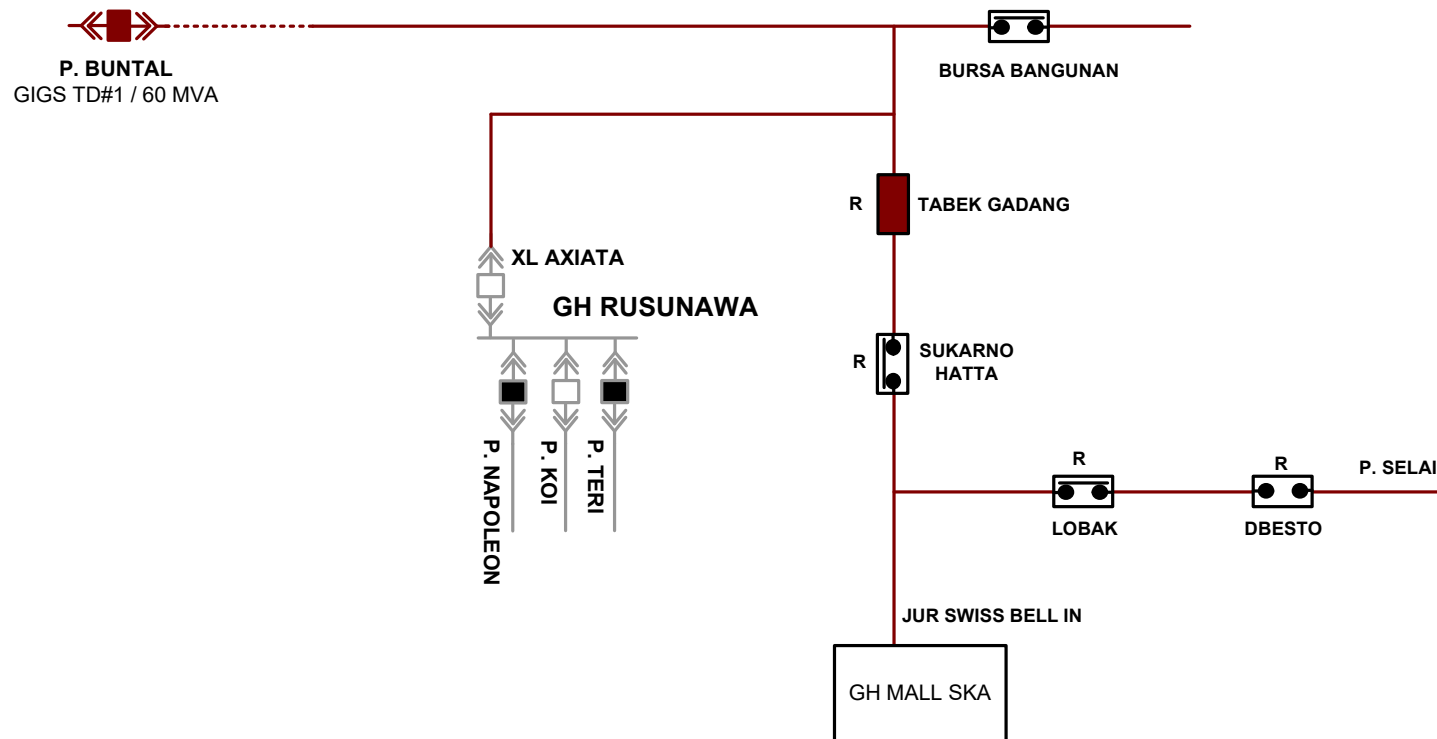 P. BUNTAL
GIGS TD#1 / 60 MVA
BURSA BANGUNAN
R
TABEK GADANG
XL AXIATA
GH RUSUNAWA
R
SUKARNO
HATTA
P. NAPOLEON
P. KOI
P. TERI
R
LOBAK
R
DBESTO
P. SELAI
JUR SWISS BELL IN
GH MALL SKA